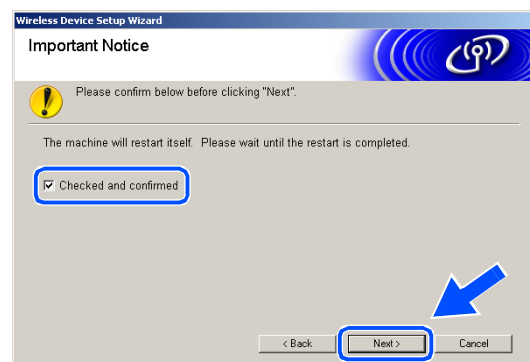 Wireless Device Setup Wizard
Important Notice
Please confirm below before clicking "Next".
The machine will restart itself. Please wait until the restart is completed.
Checked and confirmed
< Back
Next >
Cancel